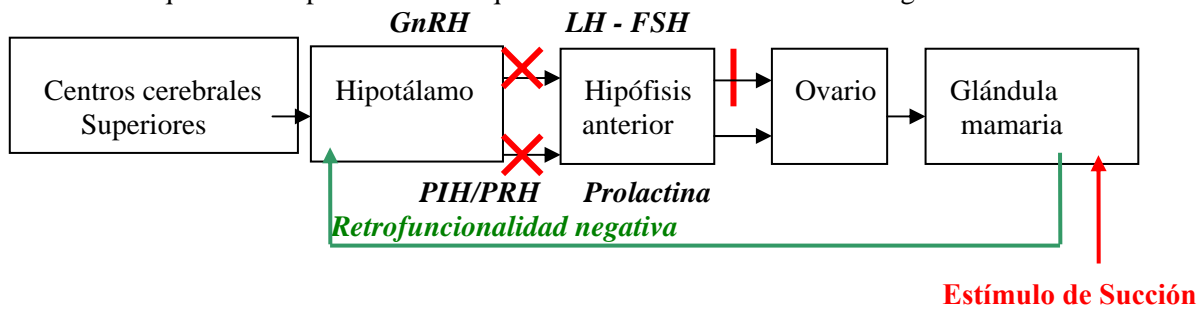 GnRH LH - FSH
Centros cerebrales
Superiores
Hipotálamo
Hipófisis
anterior
Ovario
Glándula
mamaria
PIH/PRH Prolactina
Retrofuncionalidad negativa
Estímulo de Succión